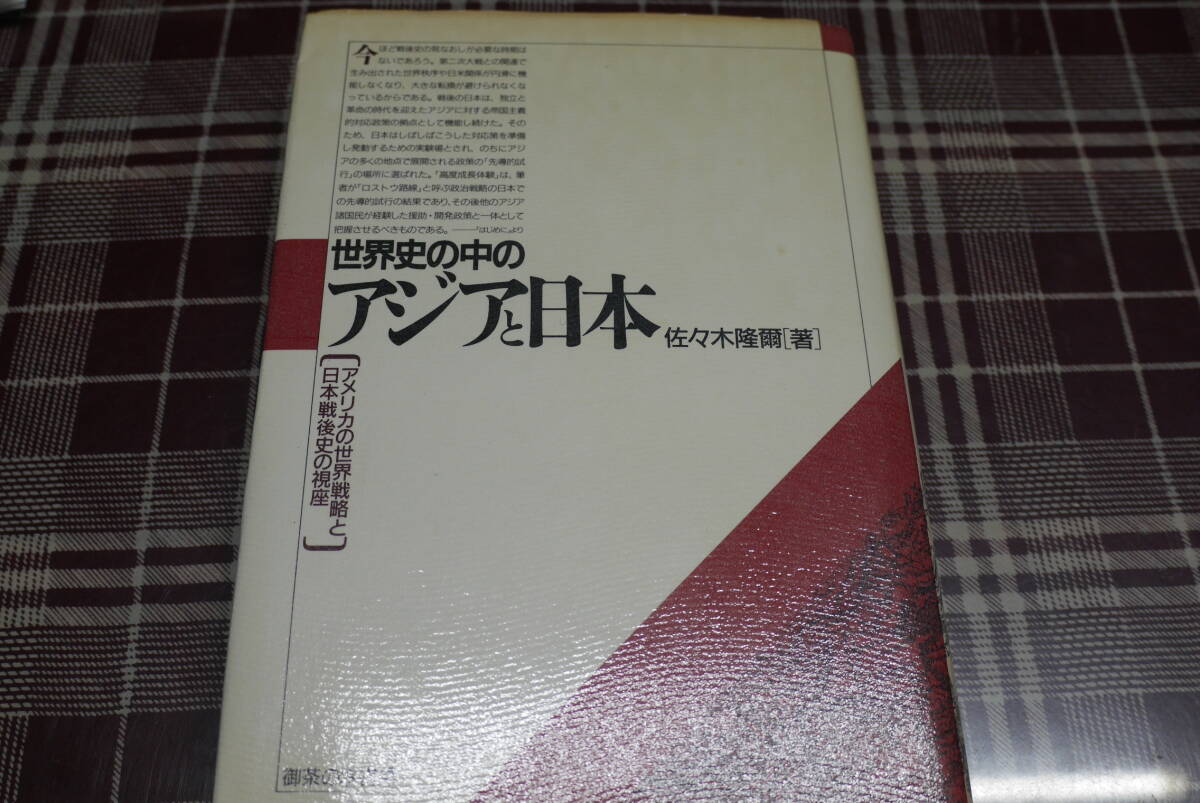 今ほど戦後史の見なおしが必要な時期は
ないであろう。第二次大戦との関連で
生み出された世界秩序や日米関係が円滑に機
能しなくなり、大きな転換が避けられなくな
っているからである。戦後の日本は、独立と
革命の時代を迎えたアジアに対する帝国主義
的対応政策の拠点として機能し続けた。その
ため、日本はしばしばこうした対応策を準備
し発動するための実験場とされ、のちにアジ
アの多くの地点で展開される政策の「先導的試
行」の場所に選ばれた。「高度成長体験」は、筆
者が「ロストウ路線」と呼ぶ政治戦略の日本で
の先導的試行の結果であり、その後他のアジア
諸国民が経験した援助・開発政策と一体として
把握させるべきものである。——「はじめに」より
世界史の中の
アジアと日本
佐々木隆爾[著]
[アメリカの世界戦略と
日本戦後史の視座]
御茶の水書房